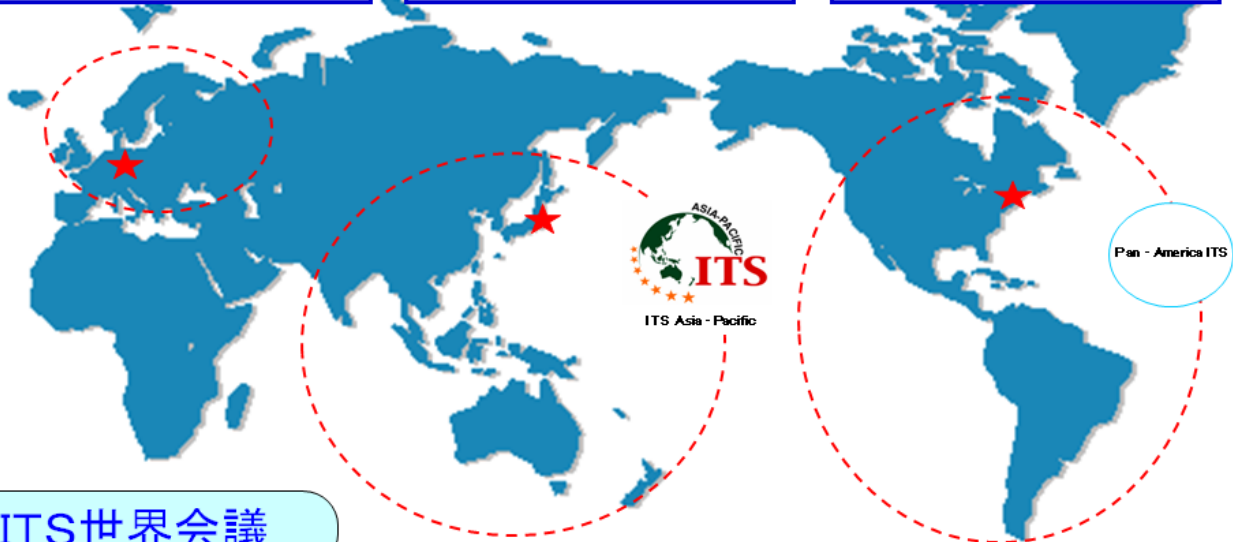 ASIA-PACIFIC
ITS
ITS Asia - Pacific
Pan - America ITS
ITS世界会議